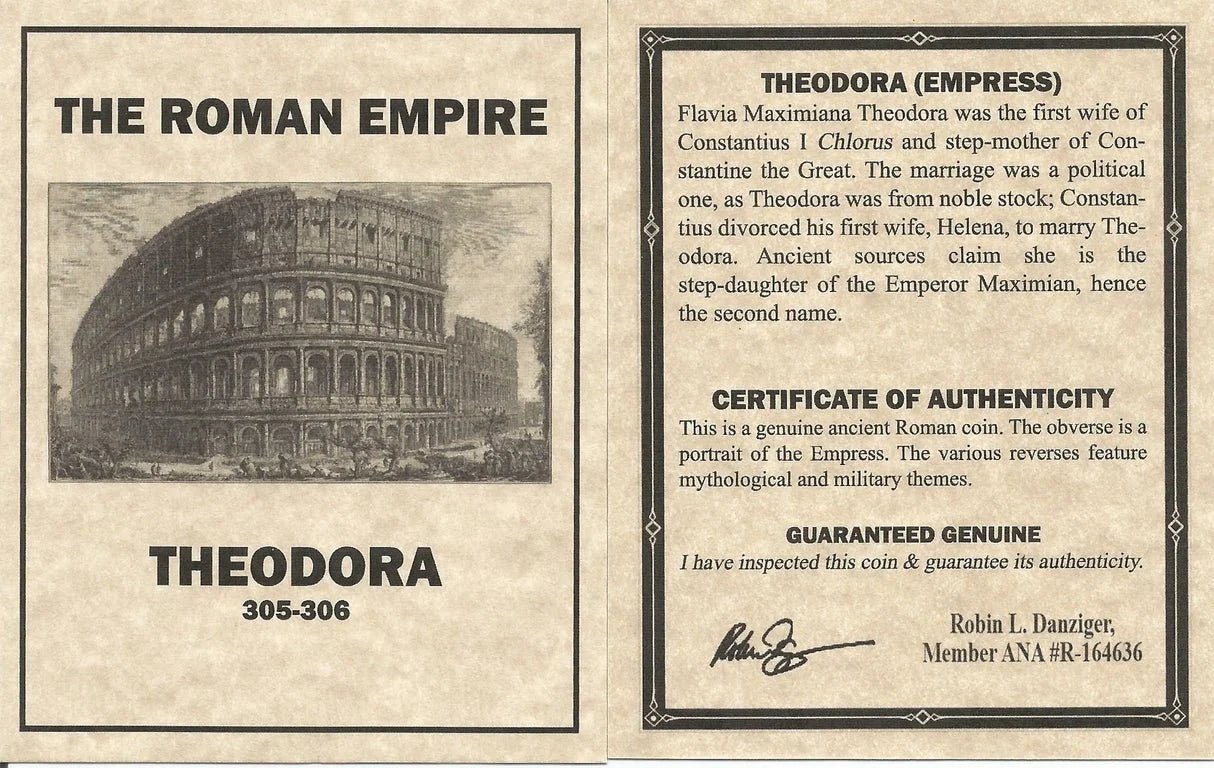 THE ROMAN EMPIRE
THEODORA
305-306
THEODORA (EMPRESS)
Flavia Maximiana Theodora was the first wife of
Constantius I Chlorus and step-mother of Con-
stantine the Great. The marriage was a political
one, as Theodora was from noble stock; Constan-
tius divorced his first wife, Helena, to marry The-
odora. Ancient sources claim she is the
step-daughter of the Emperor Maximian, hence
the second name.
CERTIFICATE OF AUTHENTICITY
This is a genuine ancient Roman coin. The obverse is a
portrait of the Empress. The various reverses feature
mythological and military themes.
GUARANTEED GENUINE
I have inspected this coin & guarantee its authenticity.
Robin L. Danziger,
Member ANA #R-164636